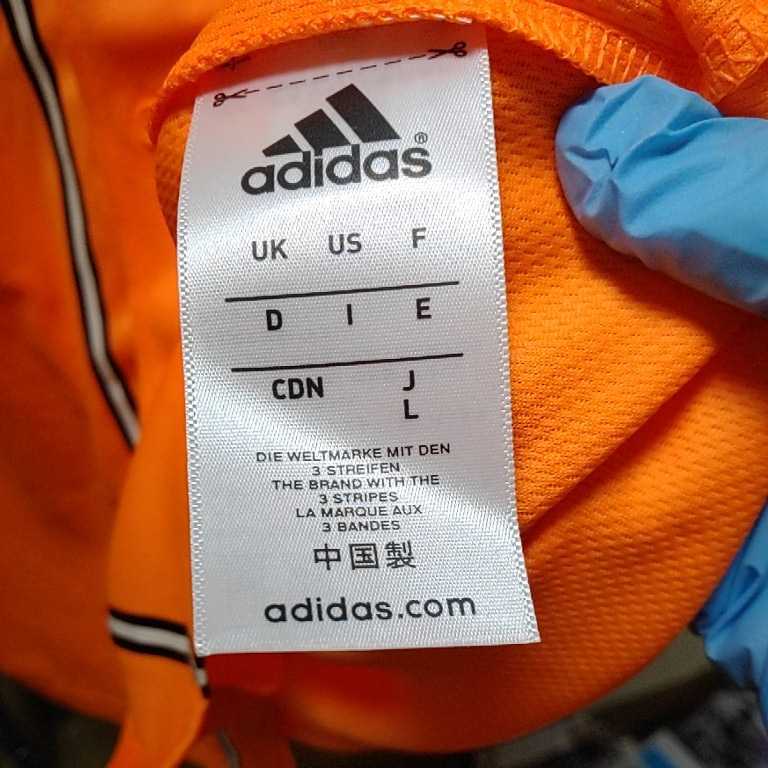 adidas®
UK US F
D I E
CDN J
L
DIE WELTMARKE MIT DEN
3 STREIFEN
THE BRAND WITH THE
3 STRIPES
LA MARQUE AUX
3 BANDES
中国製
adidas.com